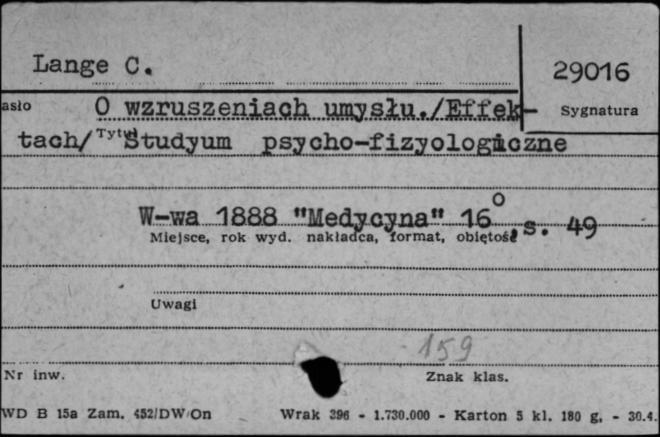 Lange C.
29016
asło O wzruszeniach umysłu./Effek-
Sygnatura
tach/ Tytuł Studyum psycho-fizyologiczne
W-wa 1888 "Medycyna" 16° , s. 49
Miejsce, rok wyd. nakładca, format, objętość
Uwagi
159
Nr inw.
Znak klas.
WD B 15a Zam. 452/DW/On Wrak 396 - 1.730.000 - Karton 5 kl. 180 g. - 30.4.